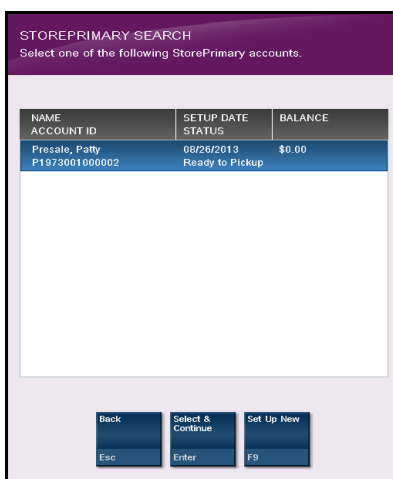 STOREPRIMARY SEARCH
Select one of the following StorePrimary accounts.
NAME SETUP DATE BALANCE
ACCOUNT ID STATUS
Presale, Patty 08/26/2013 $0.00
P1973001000002 Ready to Pickup
Back Select & Set Up New
Continue
Esc Enter F9